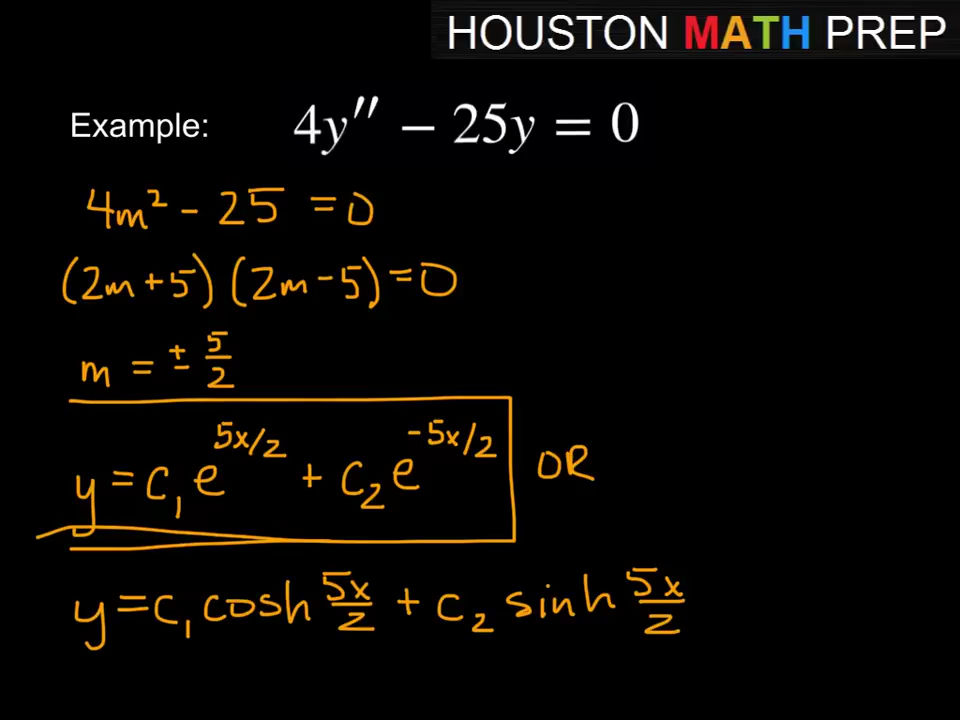 HOUSTON MATH PREP
Example: 4y″ − 25y = 0
4m² - 25 = 0
(2m + 5) (2m - 5) = 0
m = ± 5/2
y = c₁e^(5x/2) + c₂e^(-5x/2) OR
y = c₁ cosh 5x/2 + c₂ sinh 5x/2